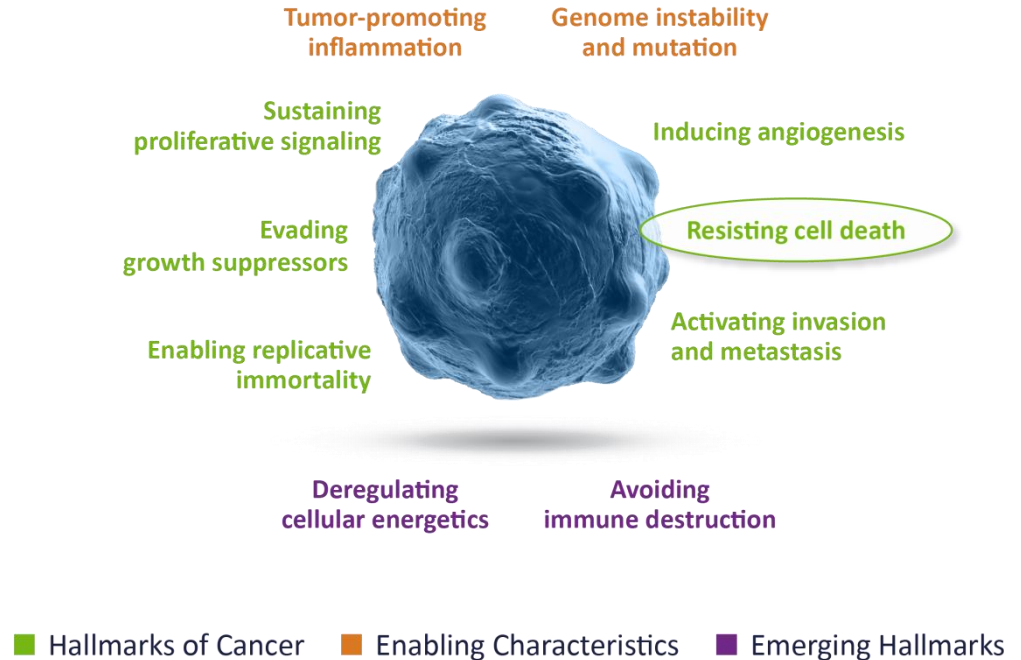 Tumor-promoting
inflammation
Genome instability
and mutation
Sustaining
proliferative signaling
Inducing angiogenesis
Evading
growth suppressors
Resisting cell death
Enabling replicative
immortality
Activating invasion
and metastasis
Deregulating
cellular energetics
Avoiding
immune destruction
Hallmarks of Cancer
Enabling Characteristics
Emerging Hallmarks